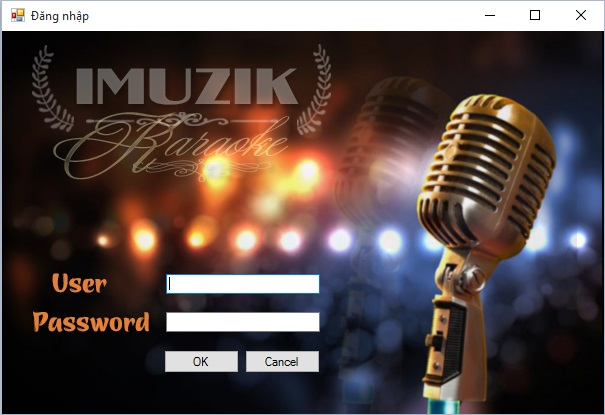 Đăng nhập
IMUZIK
Karaoke
User
Password
OK
Cancel